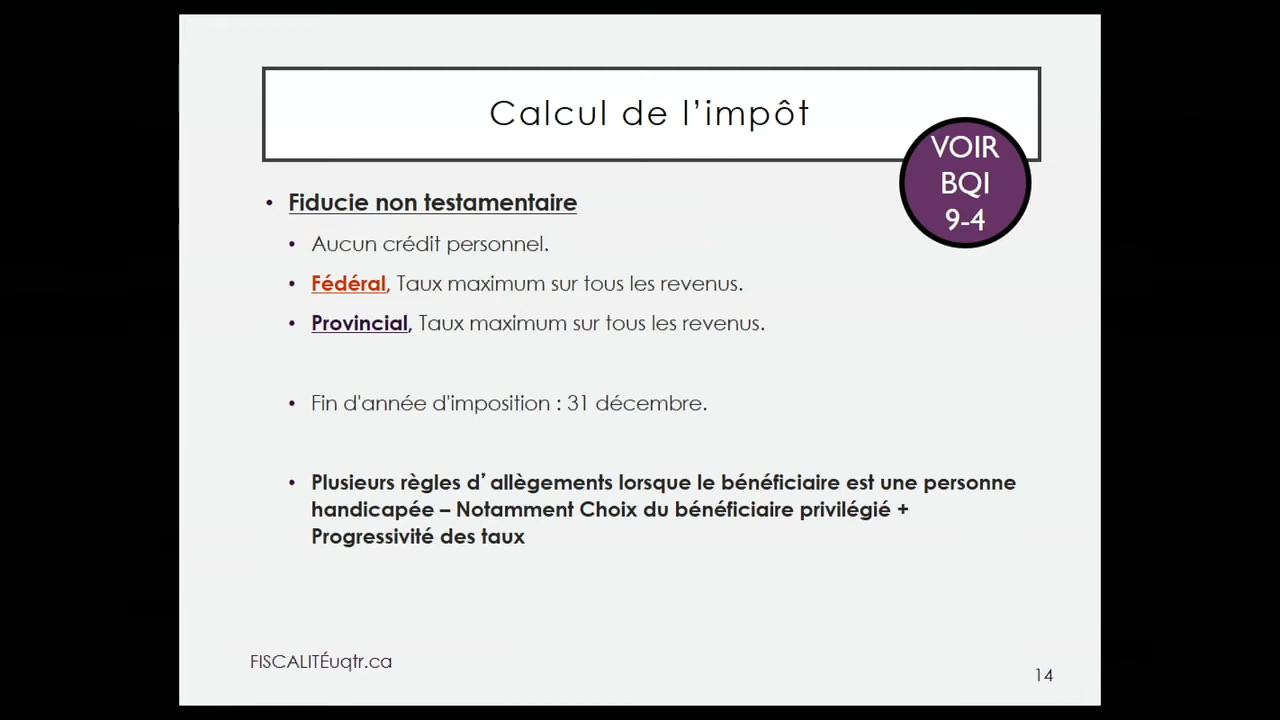 Calcul de l’impôt
VOIR
BQI
9-4
• Fiducie non testamentaire
• Aucun crédit personnel.
• Fédéral, Taux maximum sur tous les revenus.
• Provincial, Taux maximum sur tous les revenus.
• Fin d'année d'imposition : 31 décembre.
• Plusieurs règles d’allègements lorsque le bénéficiaire est une personne
handicapée – Notamment Choix du bénéficiaire privilégié +
Progressivité des taux
FISCALITÉuqtr.ca
14